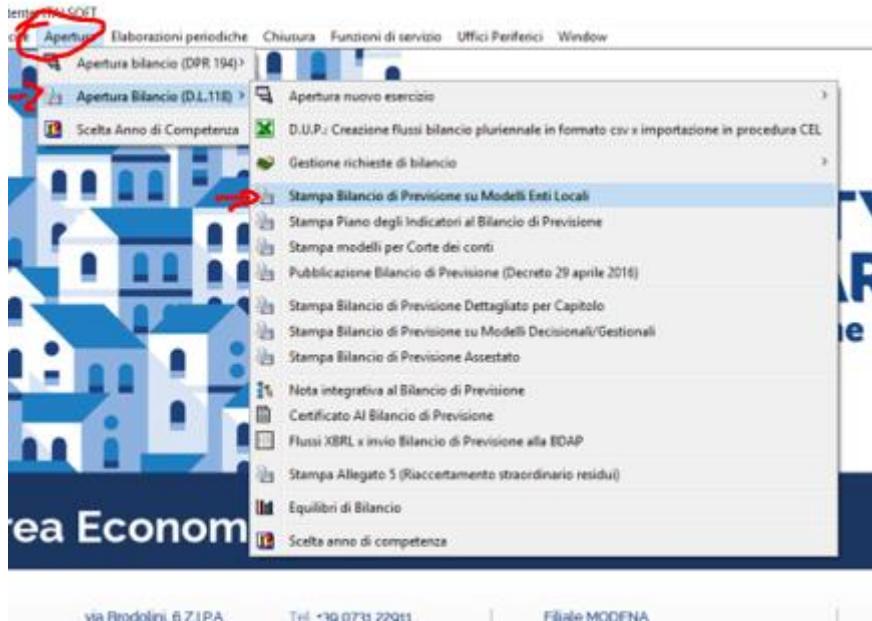 Apertura Elaborazioni periodiche Chiusura Funzioni di servizio Uffici Periferici Window
Apertura bilancio (DPR 194)
Apertura Bilancio (D.L.118)
Scelta Anno di Competenza
Apertura nuovo esercizio
D.U.P.: Creazione flussi bilancio pluriennale in formato csv x importazione in procedura CEL
Gestione richieste di bilancio
Stampa Bilancio di Previsione su Modelli Enti Locali
Stampa Piano degli Indicatori al Bilancio di Previsione
Stampa modelli per Corte dei conti
Pubblicazione Bilancio di Previsione (Decreto 29 aprile 2016)
Stampa Bilancio di Previsione Dettagliato per Capitolo
Stampa Bilancio di Previsione su Modelli Decisionali/Gestionali
Stampa Bilancio di Previsione Assestato
Nota integrativa al Bilancio di Previsione
Certificato Al Bilancio di Previsione
Flussi XBRL x invio Bilancio di Previsione alla BDAP
Stampa Allegato 5 (Riaccertamento straordinario residui)
Equilibri di Bilancio
Scelta anno di competenza
rea Econom
via Brodolini, 6 Z.I.P.A. Tel. +39 0731 22911 Filiale MODENA